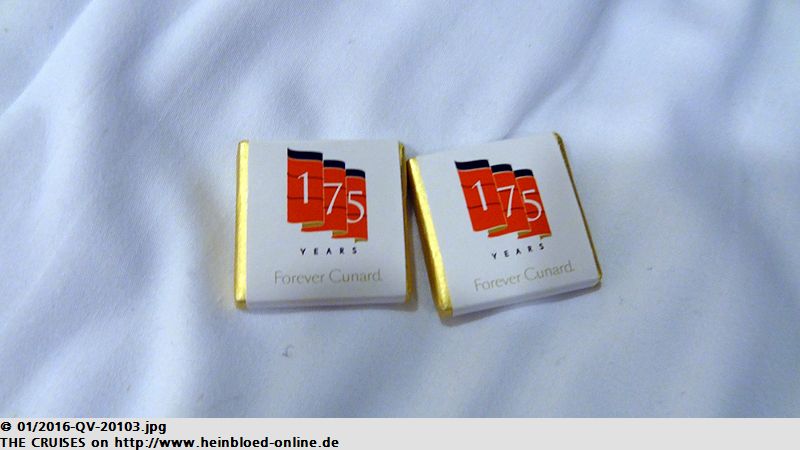 175
YEARS
Forever Cunard.
175
YEARS
Forever Cunard.
© 01/2016-QV-20103.jpg
THE CRUISES on http://www.heinbloed-online.de